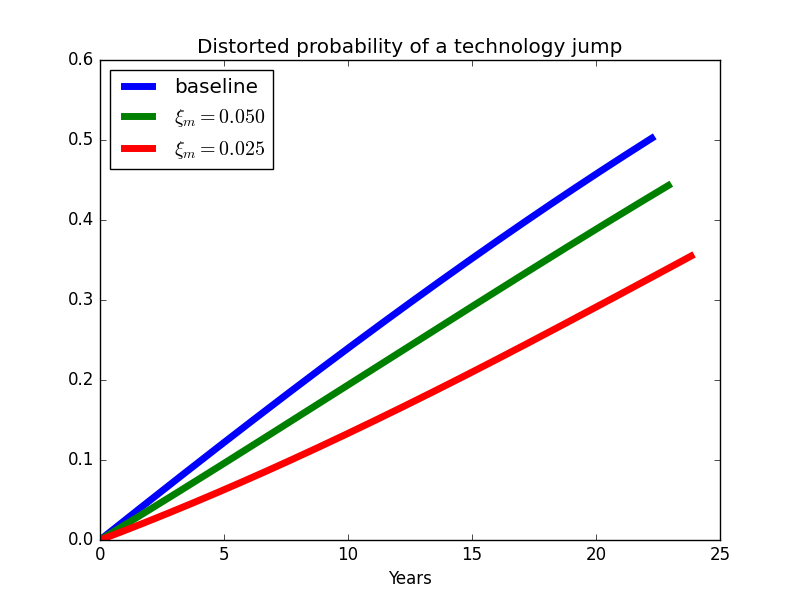 Distorted probability of a technology jump
0.6
0.5
0.4
0.3
0.2
0.1
0.0
baseline
ξm = 0.050
ξm = 0.025
0 5 10 15 20 25
Years